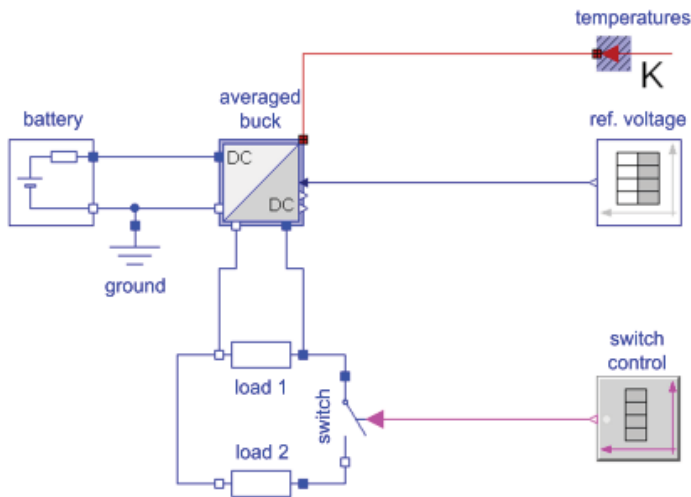 temperatures
K
averaged
buck
ref. voltage
battery
DC
DC
ground
switch
control
load 1
switch
load 2